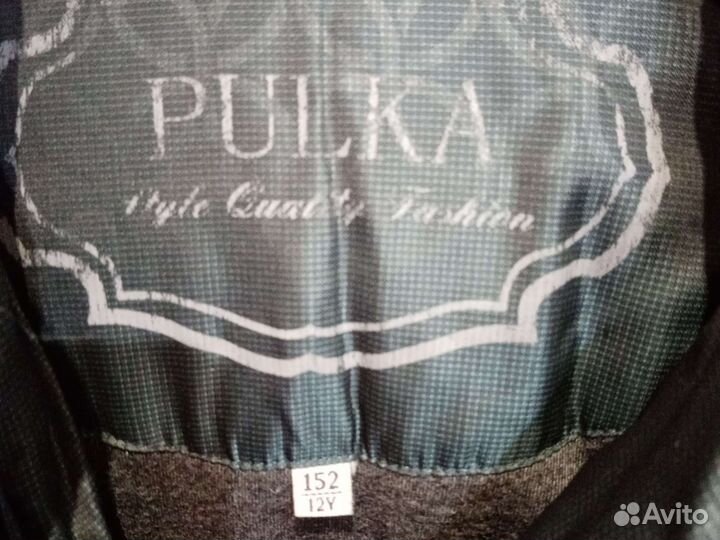 PULKA
Style Quality Fashion
152
12Y
Avito